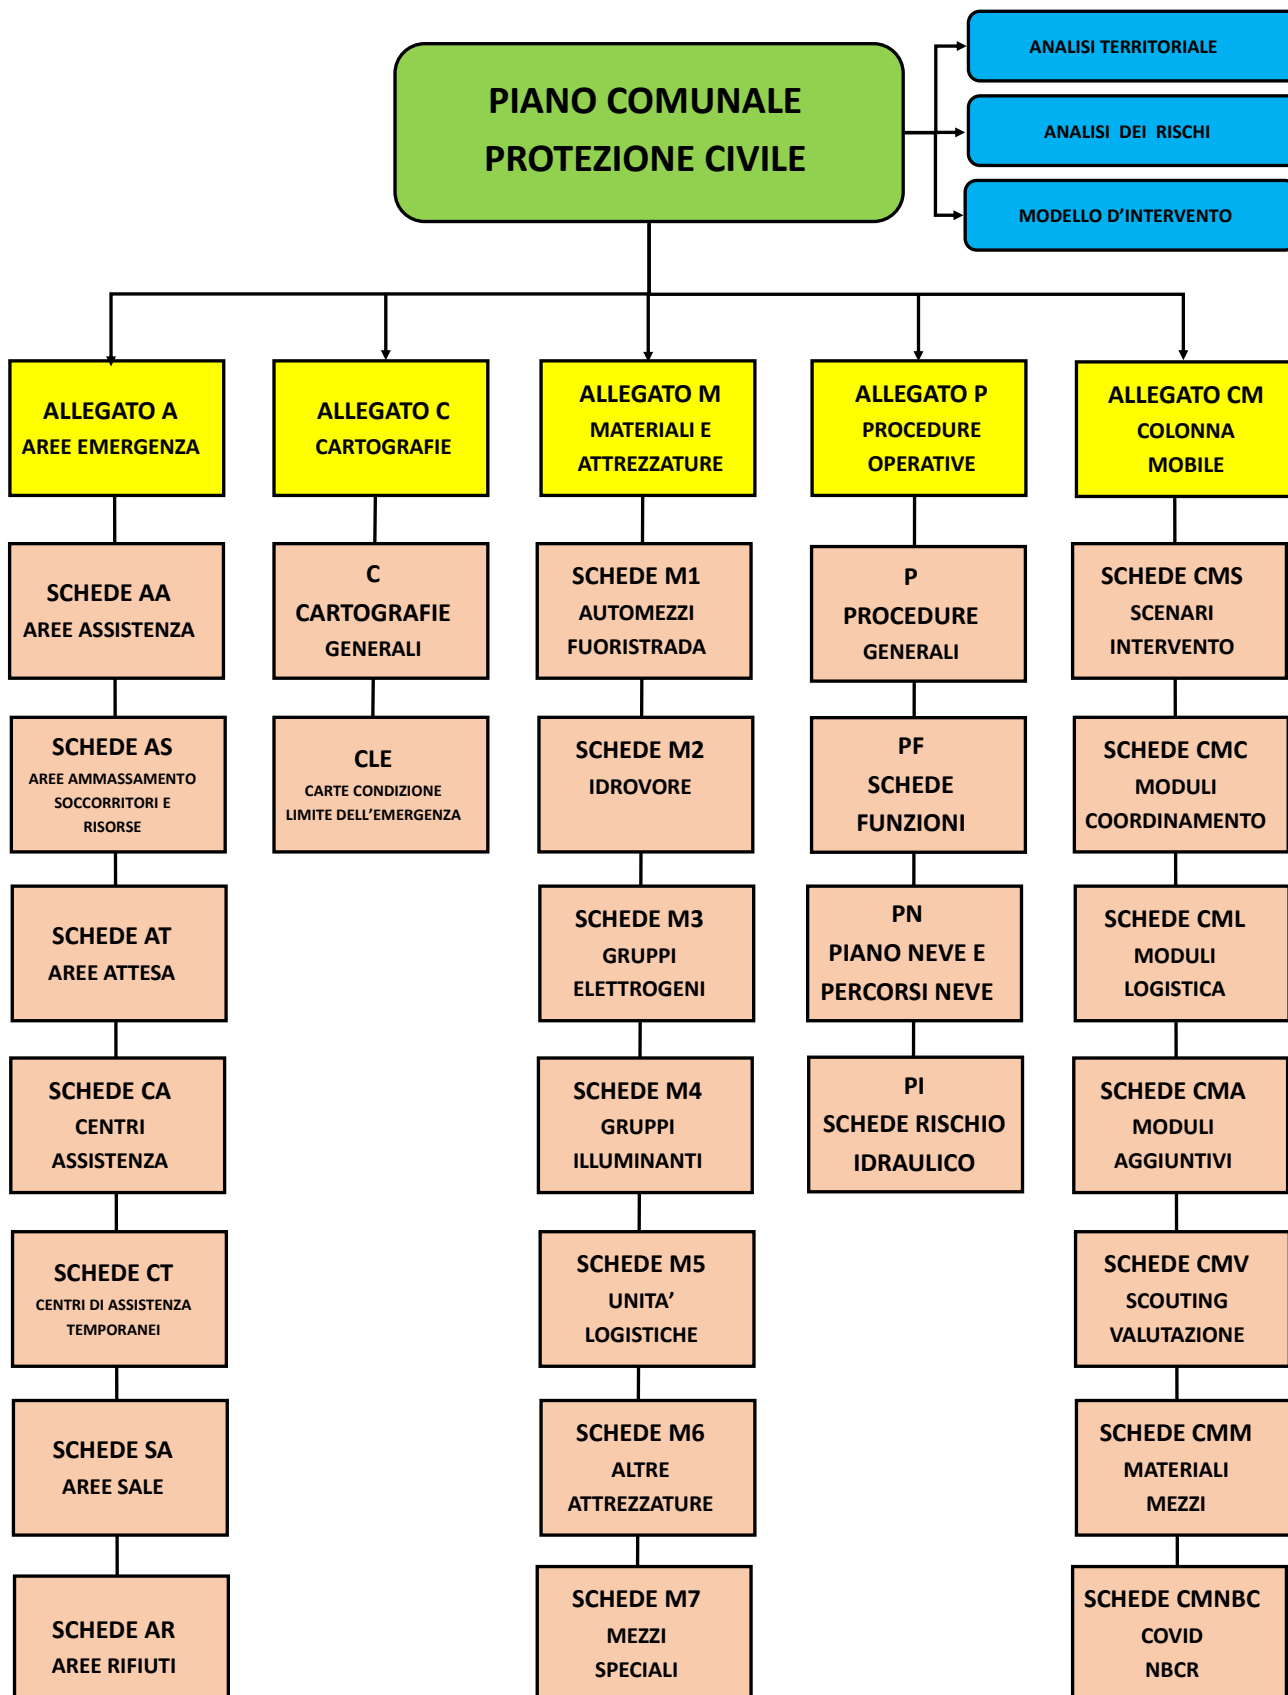 PIANO COMUNALE
PROTEZIONE CIVILE
ANALISI TERRITORIALE
ANALISI DEI RISCHI
MODELLO D'INTERVENTO
ALLEGATO A
AREE EMERGENZA
SCHEDE AA
AREE ASSISTENZA
SCHEDE AS
AREE AMMASSAMENTO
SOCCORRITORI E
RISORSE
SCHEDE AT
AREE ATTESA
SCHEDE CA
CENTRI
ASSISTENZA
SCHEDE CT
CENTRI DI ASSISTENZA
TEMPORANEI
SCHEDE SA
AREE SALE
SCHEDE AR
AREE RIFIUTI
ALLEGATO C
CARTOGRAFIE
C
CARTOGRAFIE
GENERALI
CLE
CARTE CONDIZIONE
LIMITE DELL'EMERGENZA
ALLEGATO M
MATERIALI E
ATTREZZATURE
SCHEDE M1
AUTOMEZZI
FUORISTRADA
SCHEDE M2
IDROVORE
SCHEDE M3
GRUPPI
ELETTROGENI
SCHEDE M4
GRUPPI
ILLUMINANTI
SCHEDE M5
UNITA'
LOGISTICHE
SCHEDE M6
ALTRE
ATTREZZATURE
SCHEDE M7
MEZZI
SPECIALI
ALLEGATO P
PROCEDURE
OPERATIVE
P
PROCEDURE
GENERALI
PF
SCHEDE
FUNZIONI
PN
PIANO NEVE E
PERCORSI NEVE
PI
SCHEDE RISCHIO
IDRAULICO
ALLEGATO CM
COLONNA
MOBILE
SCHEDE CMS
SCENARI
INTERVENTO
SCHEDE CMC
MODULI
COORDINAMENTO
SCHEDE CML
MODULI
LOGISTICA
SCHEDE CMA
MODULI
AGGIUNTIVI
SCHEDE CMV
SCOUTING
VALUTAZIONE
SCHEDE CMM
MATERIALI
MEZZI
SCHEDE CMNBC
COVID
NBCR